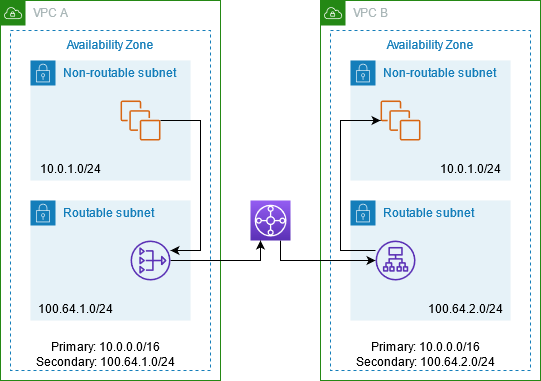 VPC A
Availability Zone
Non-routable subnet
10.0.1.0/24
Routable subnet
100.64.1.0/24
Primary: 10.0.0.0/16
Secondary: 100.64.1.0/24
VPC B
Availability Zone
Non-routable subnet
10.0.1.0/24
Routable subnet
100.64.2.0/24
Primary: 10.0.0.0/16
Secondary: 100.64.2.0/24